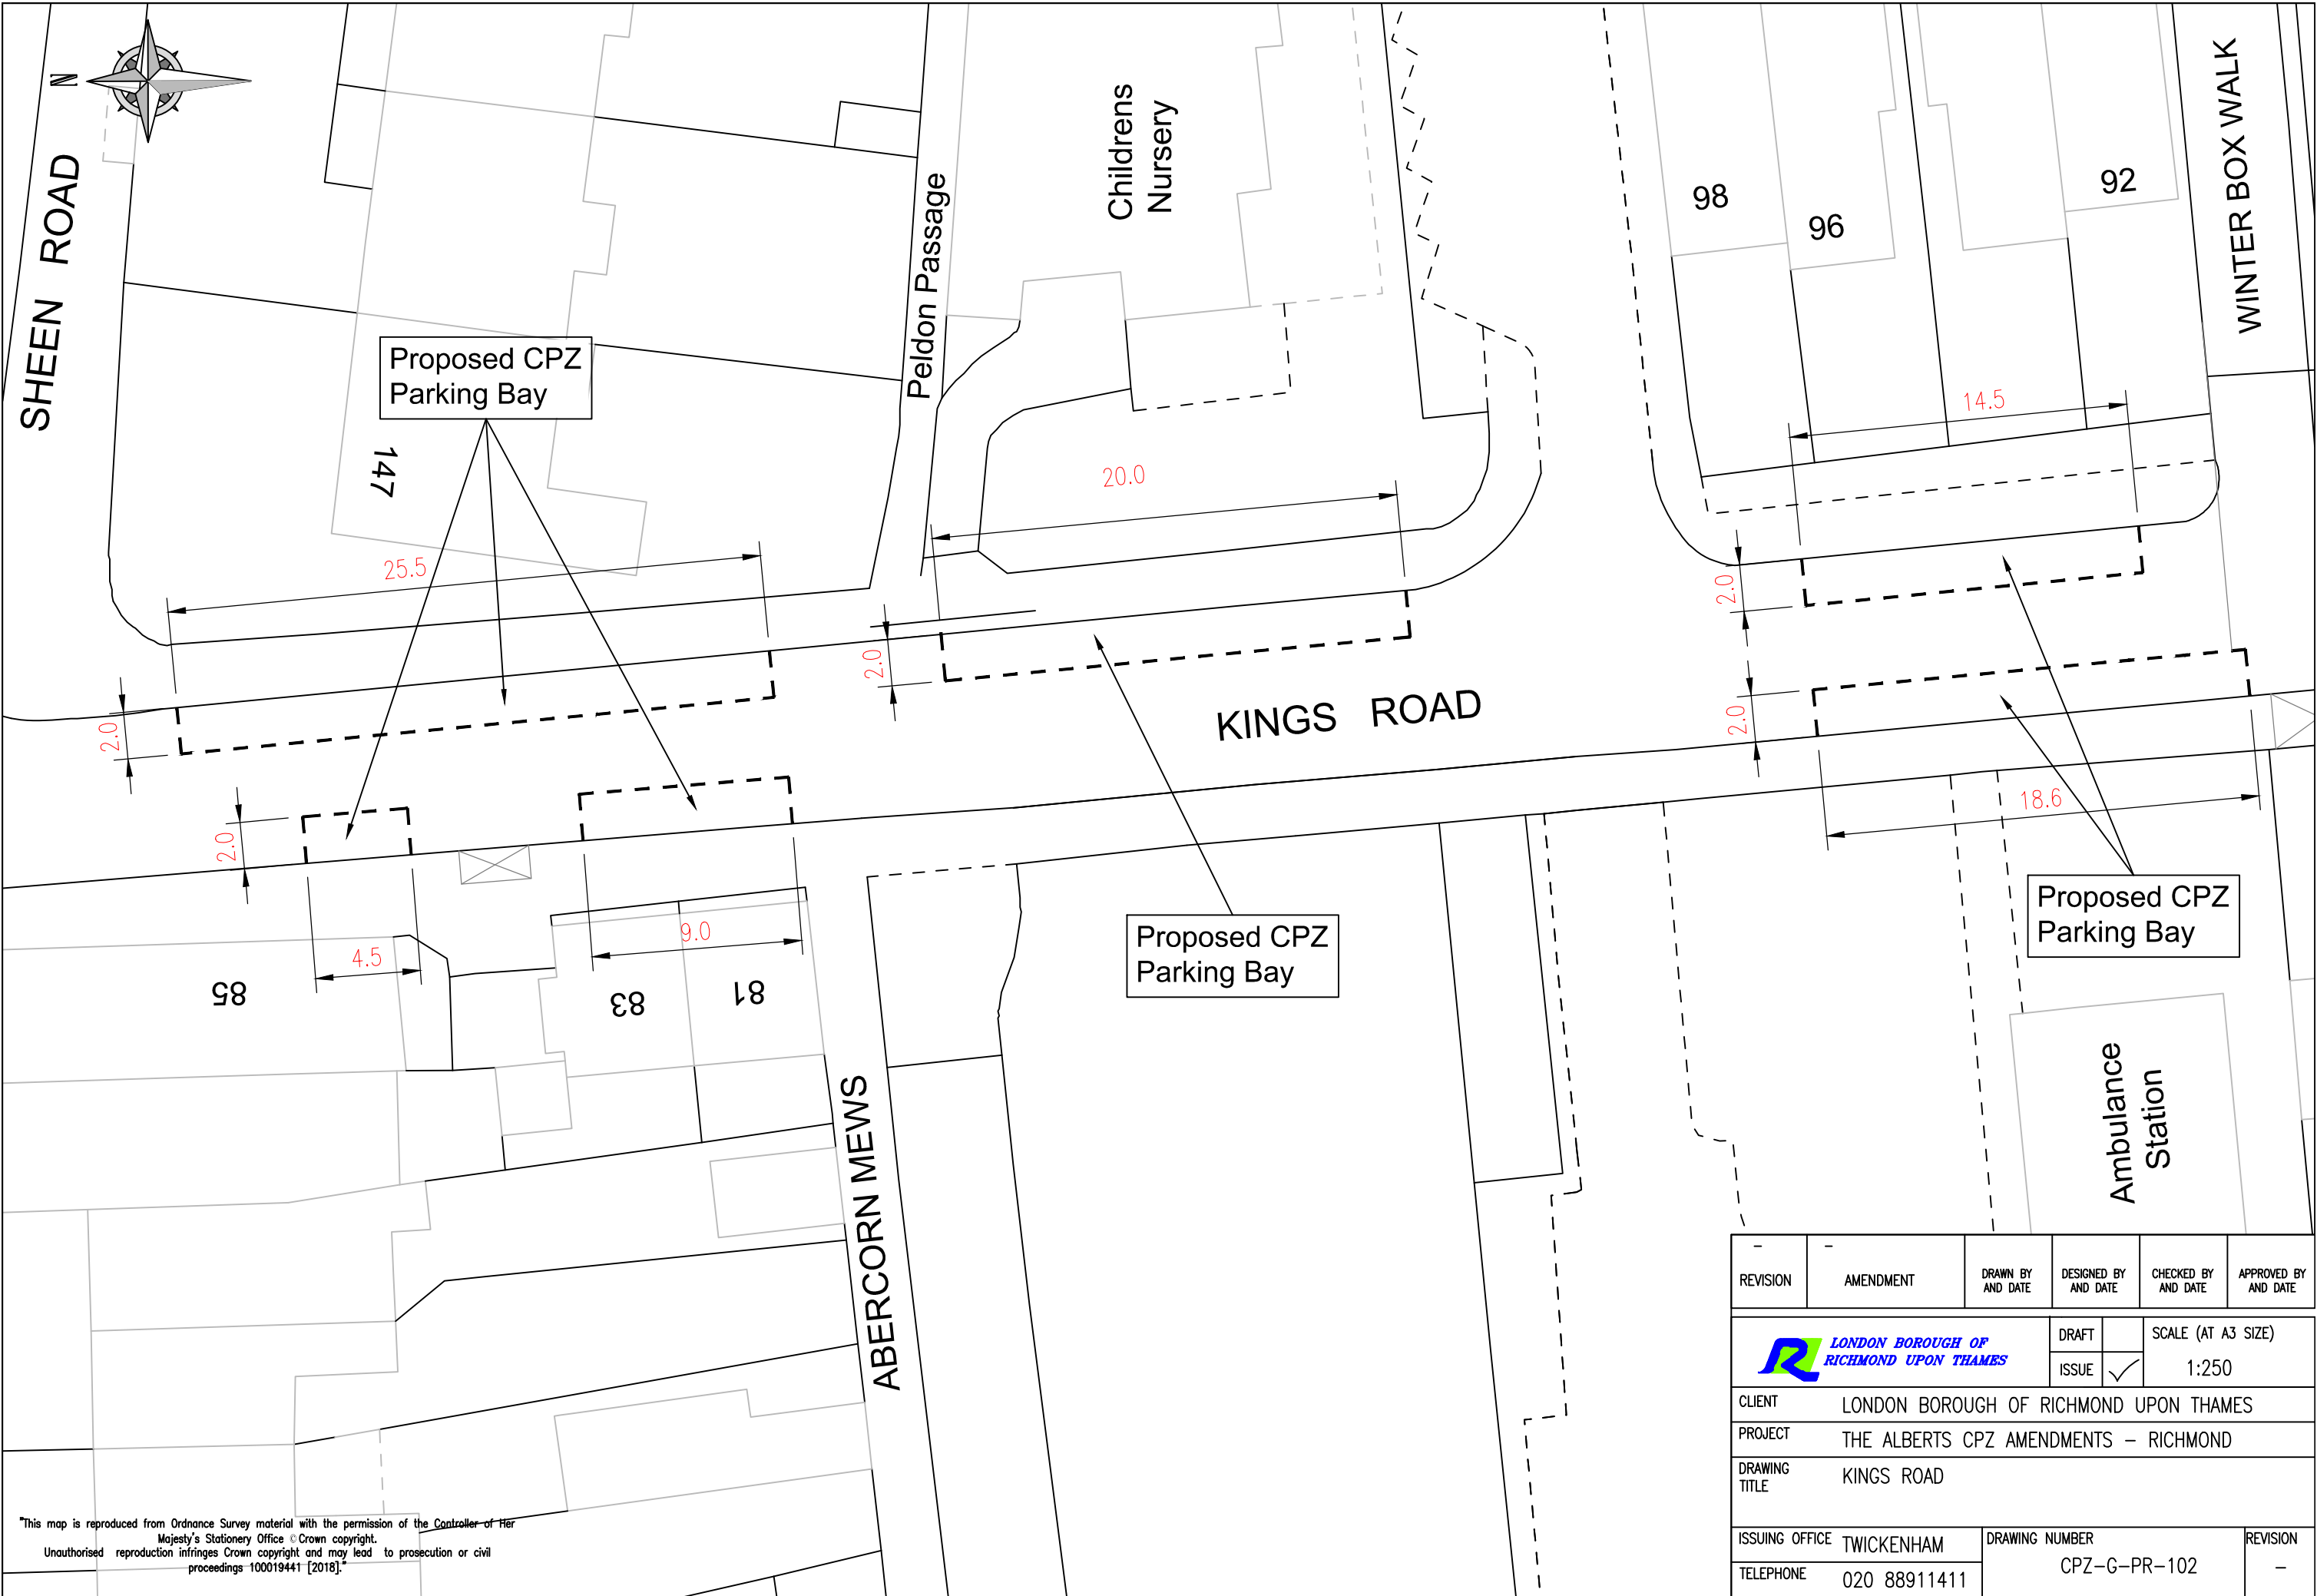 N
SHEEN ROAD
Proposed CPZ
Parking Bay
147
Peldon Passage
Childrens
Nursery
98
96
92
WINTER BOX WALK
25.5
20.0
14.5
2.0
2.0
2.0
2.0
2.0
KINGS ROAD
18.6
4.5
9.0
85
83
81
Proposed CPZ
Parking Bay
Proposed CPZ
Parking Bay
ABERCORN MEWS
Ambulance
Station
- -
REVISION AMENDMENT DRAWN BY AND DATE DESIGNED BY AND DATE CHECKED BY AND DATE APPROVED BY AND DATE
LONDON BOROUGH OF
RICHMOND UPON THAMES
DRAFT
ISSUE ✓
SCALE (AT A3 SIZE)
1:250
CLIENT LONDON BOROUGH OF RICHMOND UPON THAMES
PROJECT THE ALBERTS CPZ AMENDMENTS – RICHMOND
DRAWING TITLE KINGS ROAD
ISSUING OFFICE TWICKENHAM
TELEPHONE 020 88911411
DRAWING NUMBER
CPZ-G-PR-102
REVISION
-
"This map is reproduced from Ordnance Survey material with the permission of the Controller of Her
Majesty's Stationery Office © Crown copyright.
Unauthorised reproduction infringes Crown copyright and may lead to prosecution or civil
proceedings 100019441 [2018]."